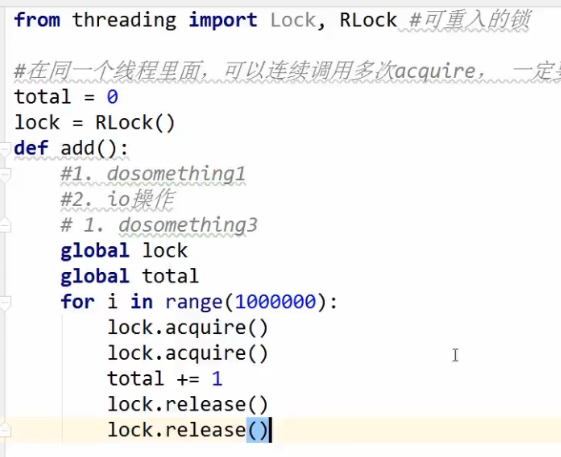 from threading import Lock, RLock #可重入的锁
#在同一个线程里面，可以连续调用多次acquire， 一定
total = 0
lock = RLock()
def add():
    #1. dosomething1
    #2. io操作
    # 1. dosomething3
    global lock
    global total
    for i in range(1000000):
        lock.acquire()
        lock.acquire()
        total += 1
        lock.release()
        lock.release()